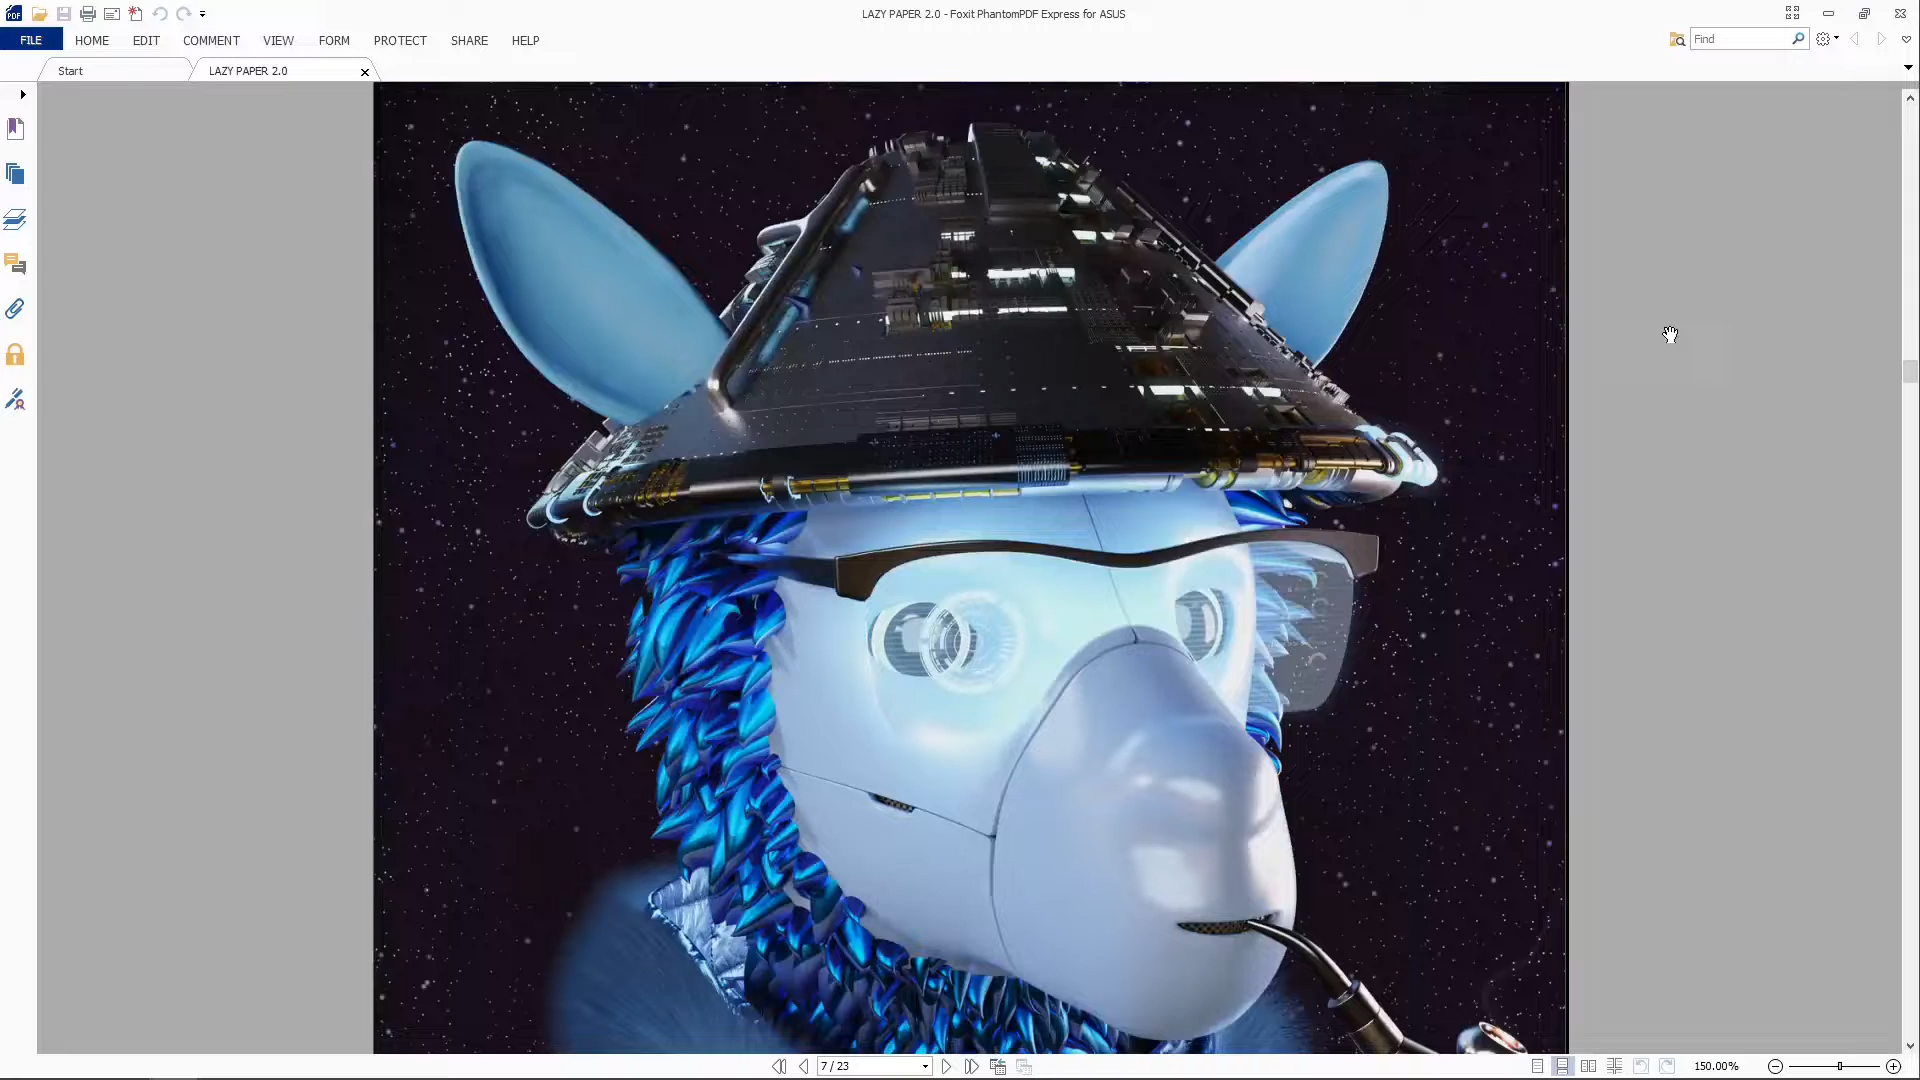 LAZY PAPER 2.0 - Foxit PhantomPDF Express for ASUS
FILE HOME EDIT COMMENT VIEW FORM PROTECT SHARE HELP
Find
Start
LAZY PAPER 2.0
7 / 23
150.00%